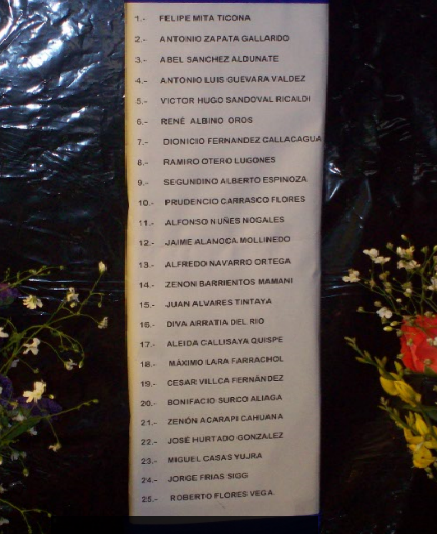 1.- FELIPE MITA TICONA
2.- ANTONIO ZAPATA GALLARDO
3.- ABEL SANCHEZ ALDUNATE
4.- ANTONIO LUIS GUEVARA VALDEZ
5.- VICTOR HUGO SANDOVAL RICALDI
6.- RENÉ ALBINO OROS
7.- DIONICIO FERNANDEZ CALLACAGUA
8.- RAMIRO OTERO LUGONES
9.- SEGUNDINO ALBERTO ESPINOZA
10.- PRUDENCIO CARRASCO FLORES
11.- ALFONSO NUÑES NOGALES
12.- JAIME ALANOCA MOLLINEDO
13.- ALFREDO NAVARRO ORTEGA
14.- ZENON BARRIENTOS MAMANI
15.- JUAN ALVARES TINTAYA
16.- DIVA ARRATIA DEL RIO
17.- ALEIDA CALLISAYA QUISPE
18.- MÁXIMO LARA FARRACHOL
19.- CESAR VILLCA FERNÁNDEZ
20.- BONIFACIO SURCO ALIAGA
21.- ZENÓN ACARAPI CAHUANA
22.- JOSÉ HURTADO GONZALEZ
23.- MIGUEL CASAS YUJRA
24.- JORGE FRIAS SIGG
25.- ROBERTO FLORES VEGA